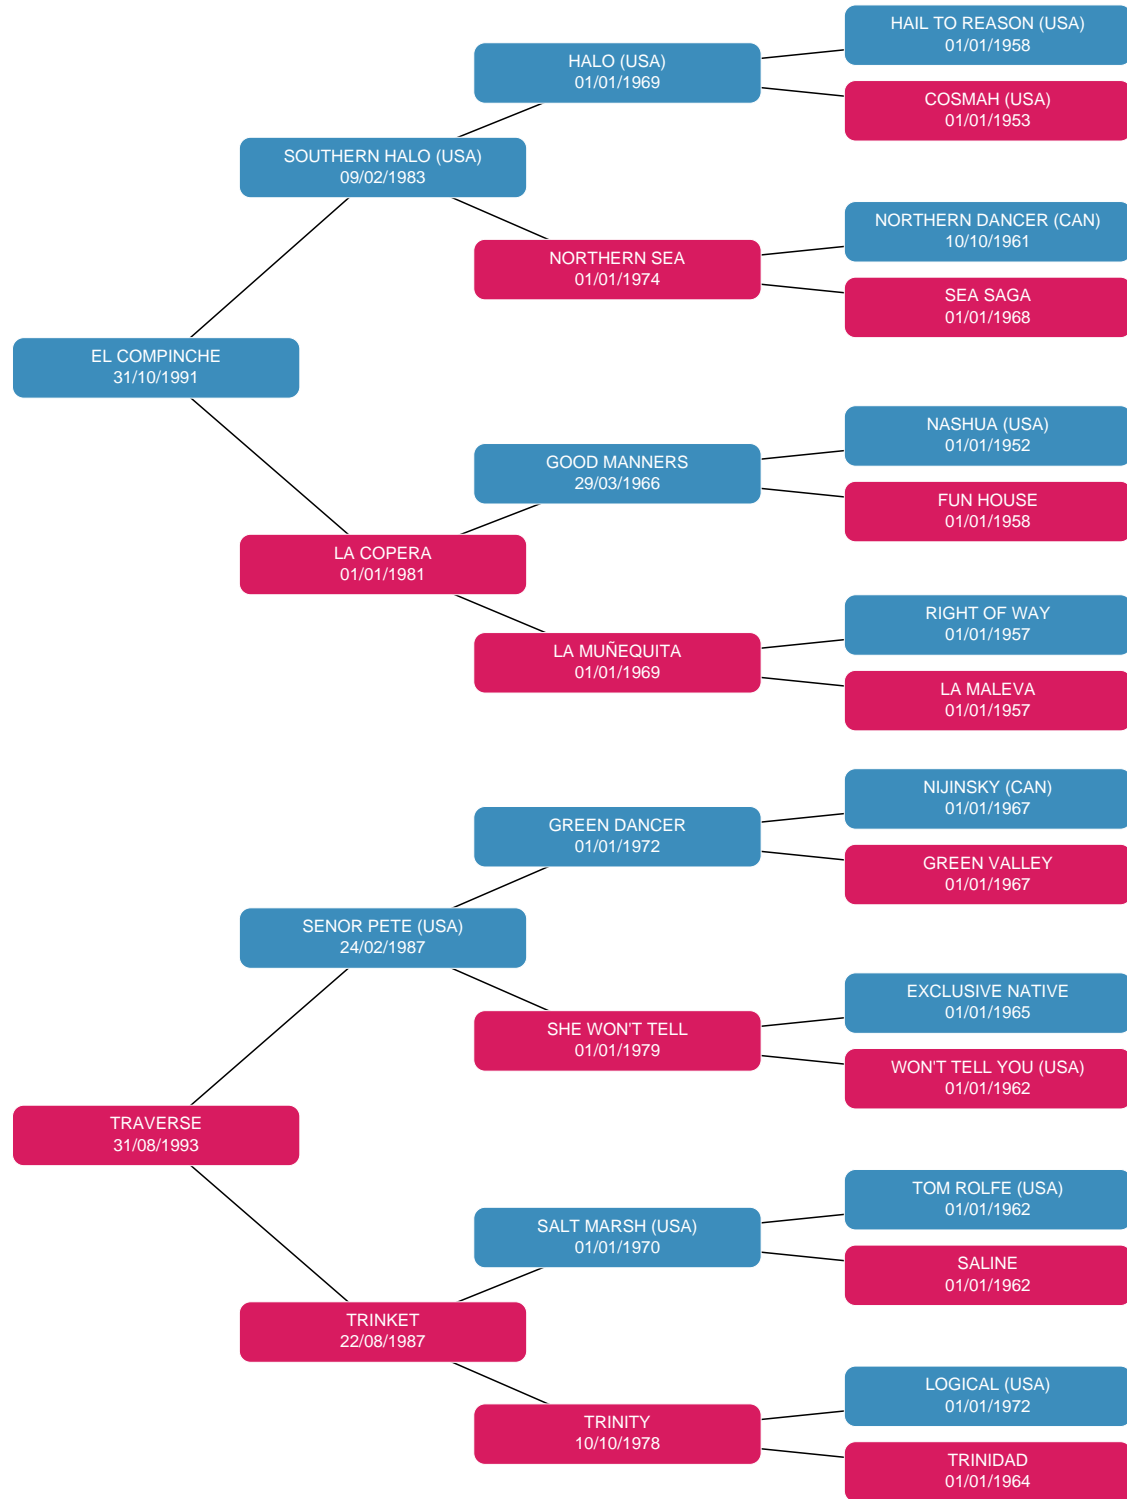 HAIL TO REASON (USA)
01/01/1958
HALO (USA)
01/01/1969
COSMAH (USA)
01/01/1953
SOUTHERN HALO (USA)
09/02/1983
NORTHERN DANCER (CAN)
10/10/1961
NORTHERN SEA
01/01/1974
SEA SAGA
01/01/1968
EL COMPINCHE
31/10/1991
NASHUA (USA)
01/01/1952
GOOD MANNERS
29/03/1966
FUN HOUSE
01/01/1958
LA COPERA
01/01/1981
RIGHT OF WAY
01/01/1957
LA MUÑEQUITA
01/01/1969
LA MALEVA
01/01/1957
NIJINSKY (CAN)
01/01/1967
GREEN DANCER
01/01/1972
GREEN VALLEY
01/01/1967
SENOR PETE (USA)
24/02/1987
EXCLUSIVE NATIVE
01/01/1965
SHE WON'T TELL
01/01/1979
WON'T TELL YOU (USA)
01/01/1962
TRAVERSE
31/08/1993
TOM ROLFE (USA)
01/01/1962
SALT MARSH (USA)
01/01/1970
SALINE
01/01/1962
TRINKET
22/08/1987
LOGICAL (USA)
01/01/1972
TRINITY
10/10/1978
TRINIDAD
01/01/1964